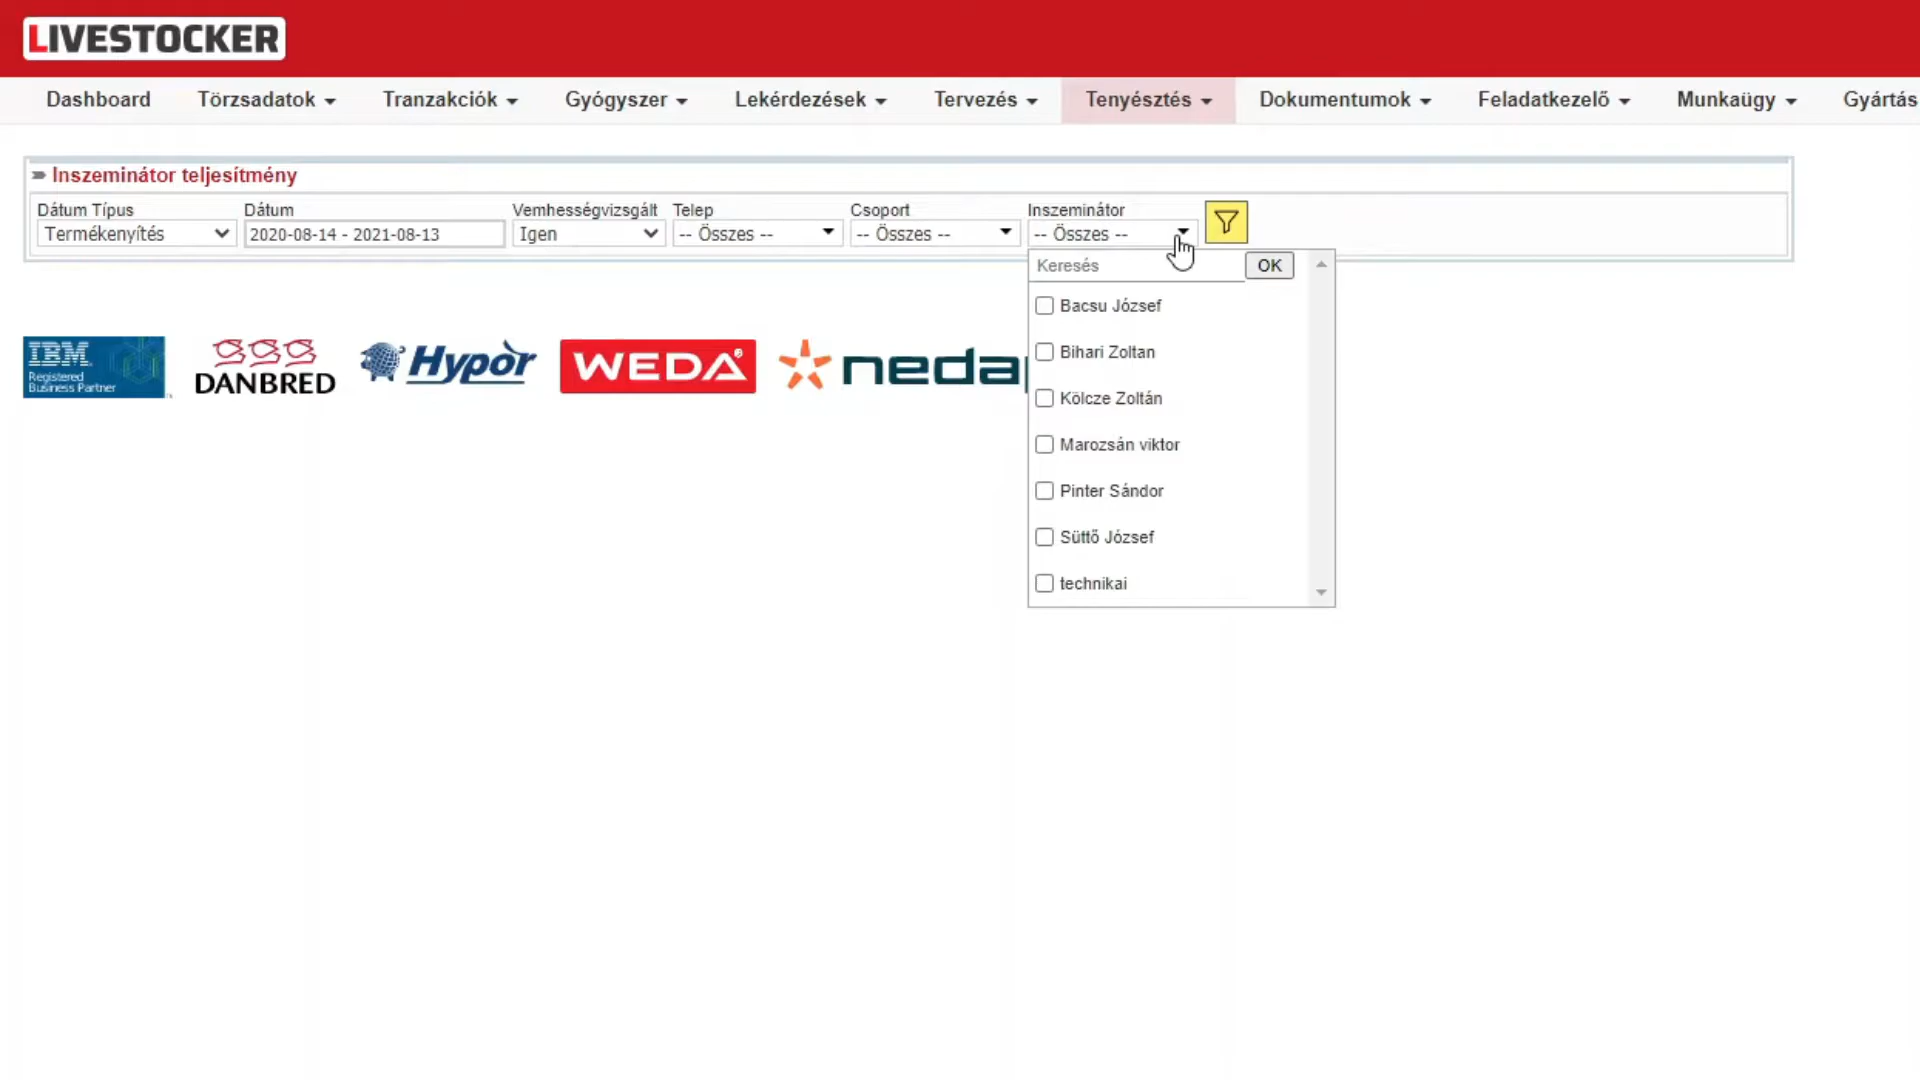 LIVESTOCKER
Dashboard Törzsadatok Tranzakciók Gyógyszer Lekérdezések Tervezés Tenyésztés Dokumentumok Feladatkezelő Munkaügy Gyártás
Inszeminátor teljesítmény
Dátum Típus Dátum Vemhességvizsgált Telep Csoport Inszeminátor
Termékenyítés 2020-08-14 - 2021-08-13 Igen -- Összes -- -- Összes -- -- Összes --
Keresés OK
Bacsu József
Bihari Zoltan
Kölcze Zoltán
Marozsán viktor
Pinter Sándor
Süttő József
technikai
IBM
Registered
Business Partner
DANBRED
Hypor
WEDA®
nedap